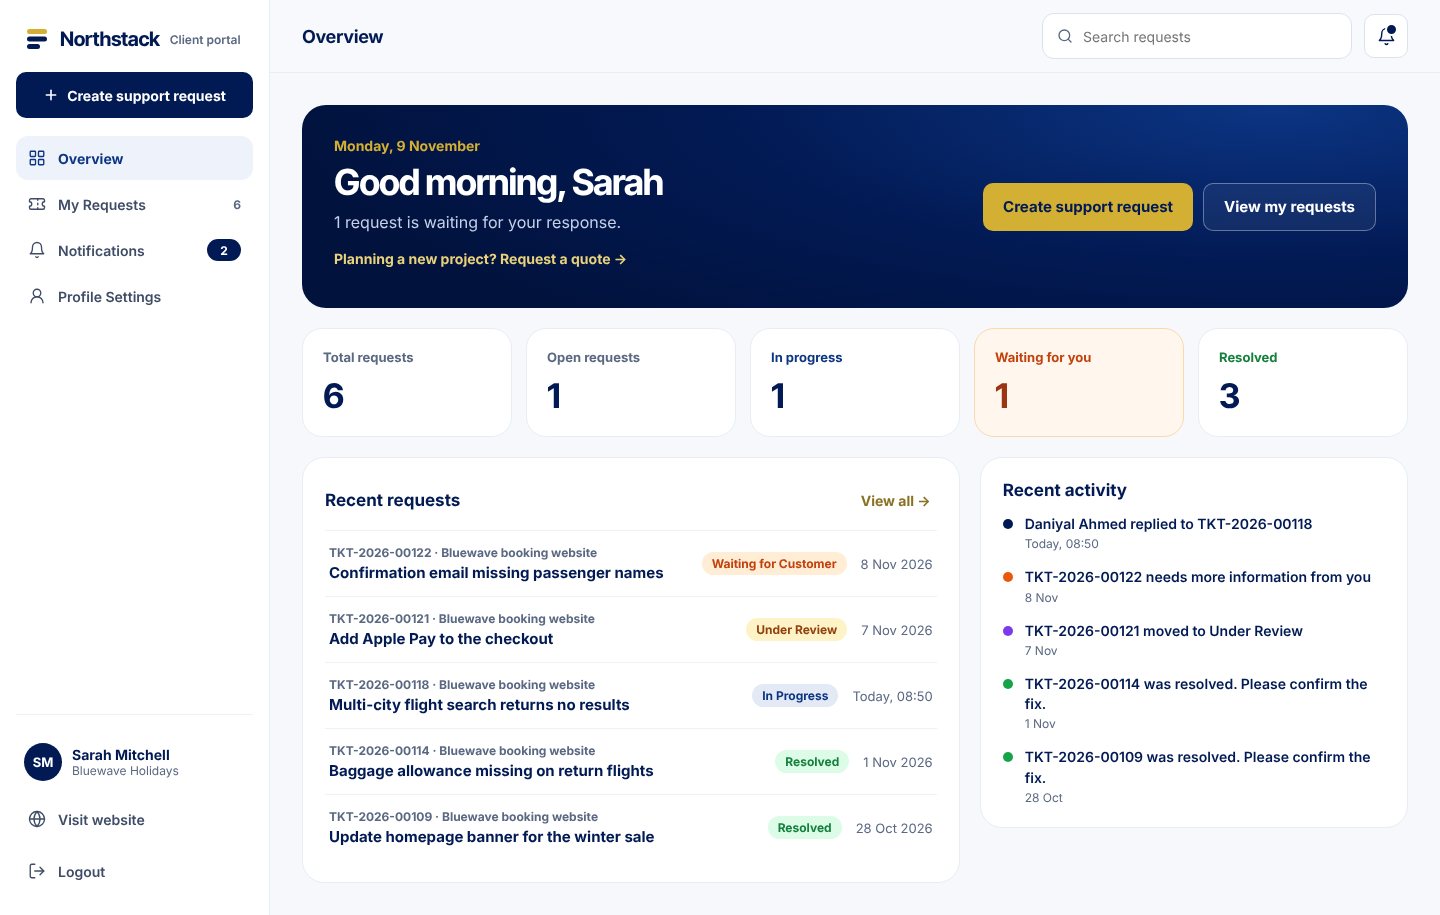 Northstack Client portal
Create support request
Overview
My Requests 6
Notifications 2
Profile Settings
Sarah Mitchell
SM
Bluewave Holidays
Visit website
Logout
Overview
Search requests
Monday, 9 November
Good morning, Sarah
1 request is waiting for your response.
Planning a new project? Request a quote →
Create support request
View my requests
Total requests
6
Open requests
1
In progress
1
Waiting for you
1
Resolved
3
Recent requests
View all →
TKT-2026-00122 · Bluewave booking website
Confirmation email missing passenger names
Waiting for Customer
8 Nov 2026
TKT-2026-00121 · Bluewave booking website
Add Apple Pay to the checkout
Under Review
7 Nov 2026
TKT-2026-00118 · Bluewave booking website
Multi-city flight search returns no results
In Progress
Today, 08:50
TKT-2026-00114 · Bluewave booking website
Baggage allowance missing on return flights
Resolved
1 Nov 2026
TKT-2026-00109 · Bluewave booking website
Update homepage banner for the winter sale
Resolved
28 Oct 2026
Recent activity
Daniyal Ahmed replied to TKT-2026-00118
Today, 08:50
TKT-2026-00122 needs more information from you
8 Nov
TKT-2026-00121 moved to Under Review
7 Nov
TKT-2026-00114 was resolved. Please confirm the
fix.
1 Nov
TKT-2026-00109 was resolved. Please confirm the
fix.
28 Oct